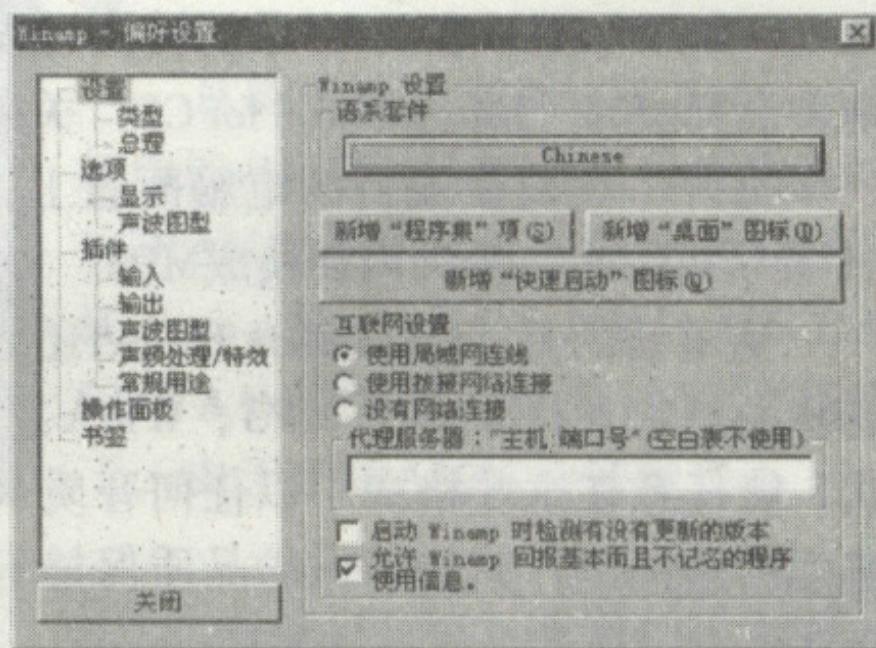 Winamp - 偏好设置
设置
类型
总理
选项
显示
声波图型
插件
输入
输出
声波图型
声频处理/特效
常规用途
操作面板
书签
关闭
Winamp 设置
语系套件
Chinese
新增“程序集”项(S)
新增“桌面”图标(D)
新增“快速启动”图标(Q)
互联网设置
使用局域网连线
使用拨接网络连接
没有网络连接
代理服务器：“主机:端口号”(空白表不使用)
启动 Winamp 时检测有没有更新的版本
允许 Winamp 回报基本而且不记名的程序
使用信息.